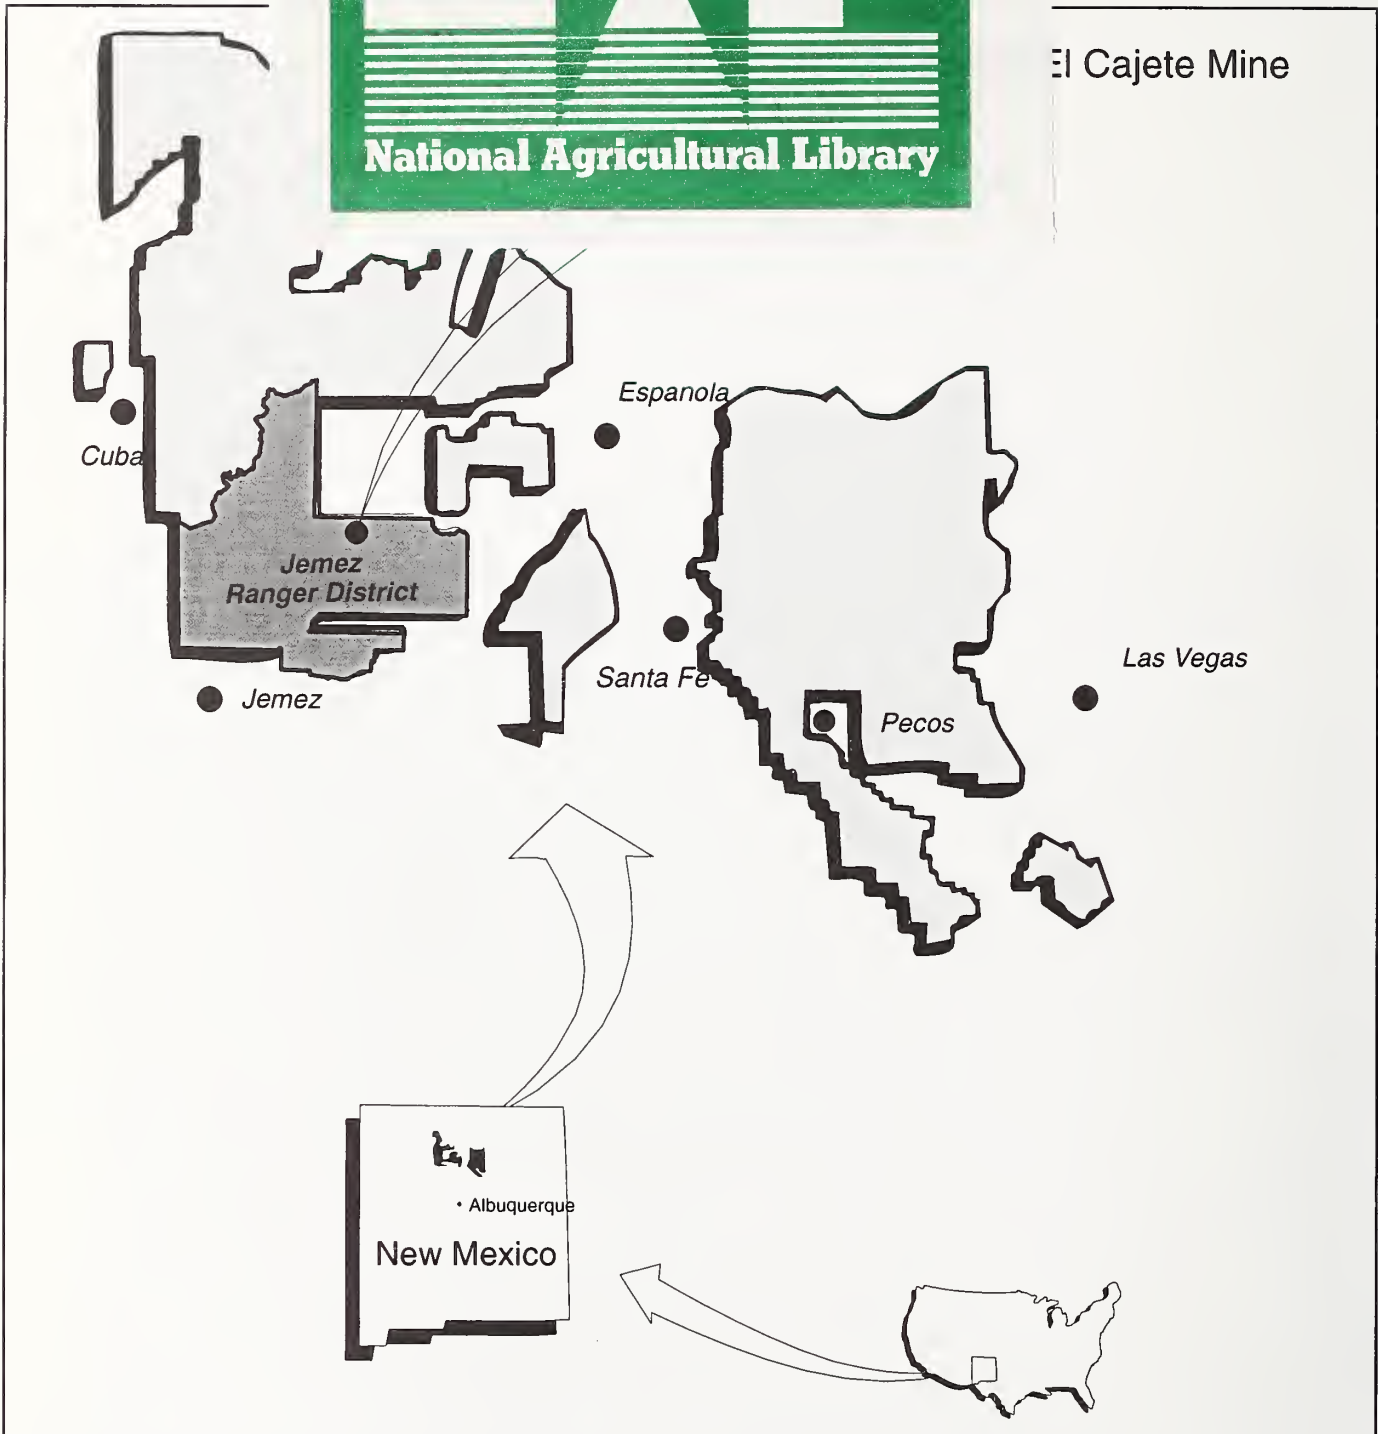 El Cajete Mine
National Agricultural Library
Espanola
Cuba
Jemez
Ranger District
Las Vegas
Santa Fe
Jemez
Pecos
Albuquerque
New Mexico